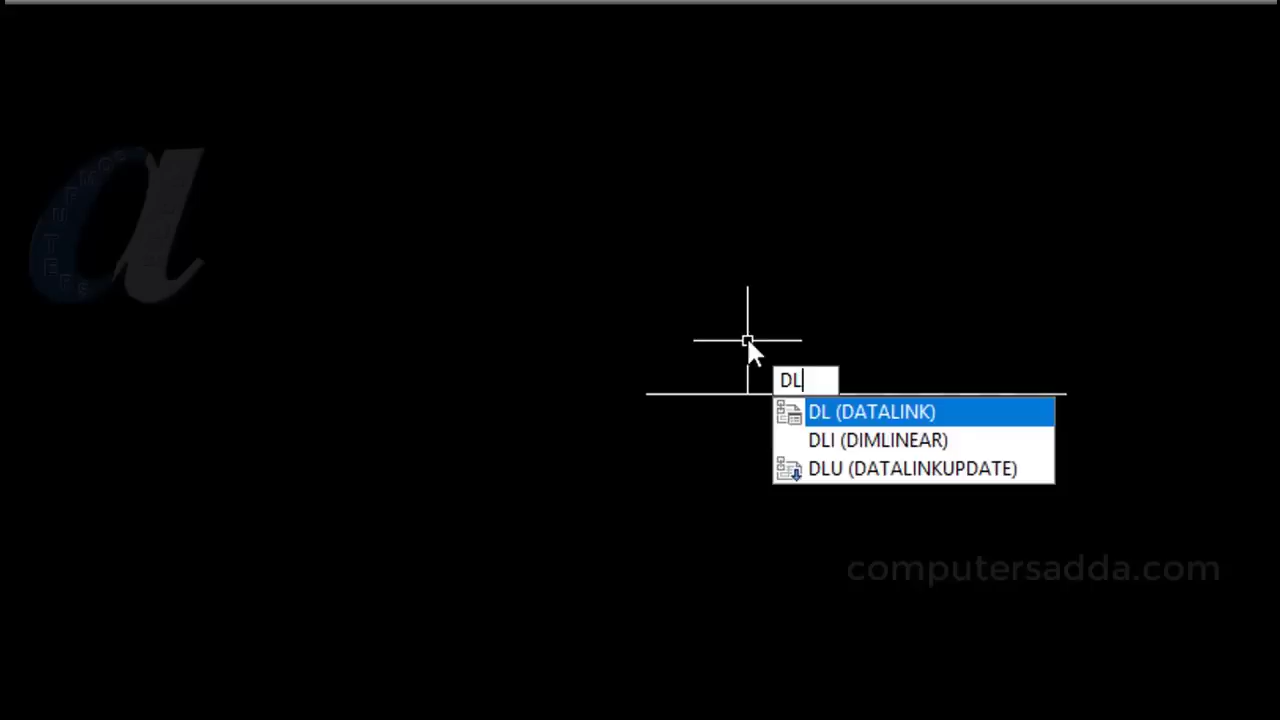 DL
DL (DATALINK)
DLI (DIMLINEAR)
DLU (DATALINKUPDATE)
computersadda.com